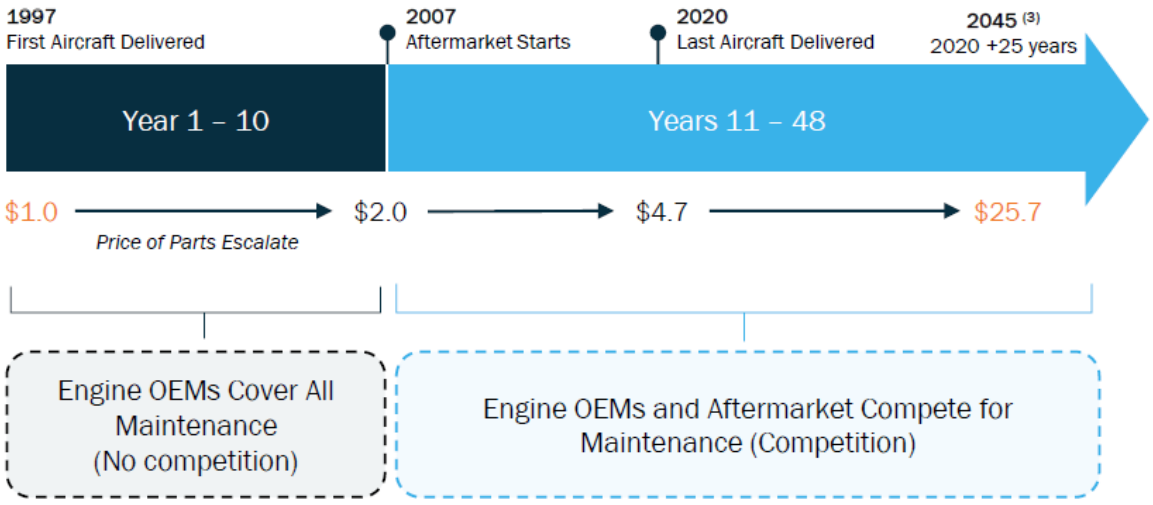 1997
First Aircraft Delivered
2007
Aftermarket Starts
2020
Last Aircraft Delivered
2045 (3)
2020 +25 years
Year 1 – 10
Years 11 – 48
$1.0
$2.0
$4.7
$25.7
Price of Parts Escalate
Engine OEMs Cover All
Maintenance
(No competition)
Engine OEMs and Aftermarket Compete for
Maintenance (Competition)